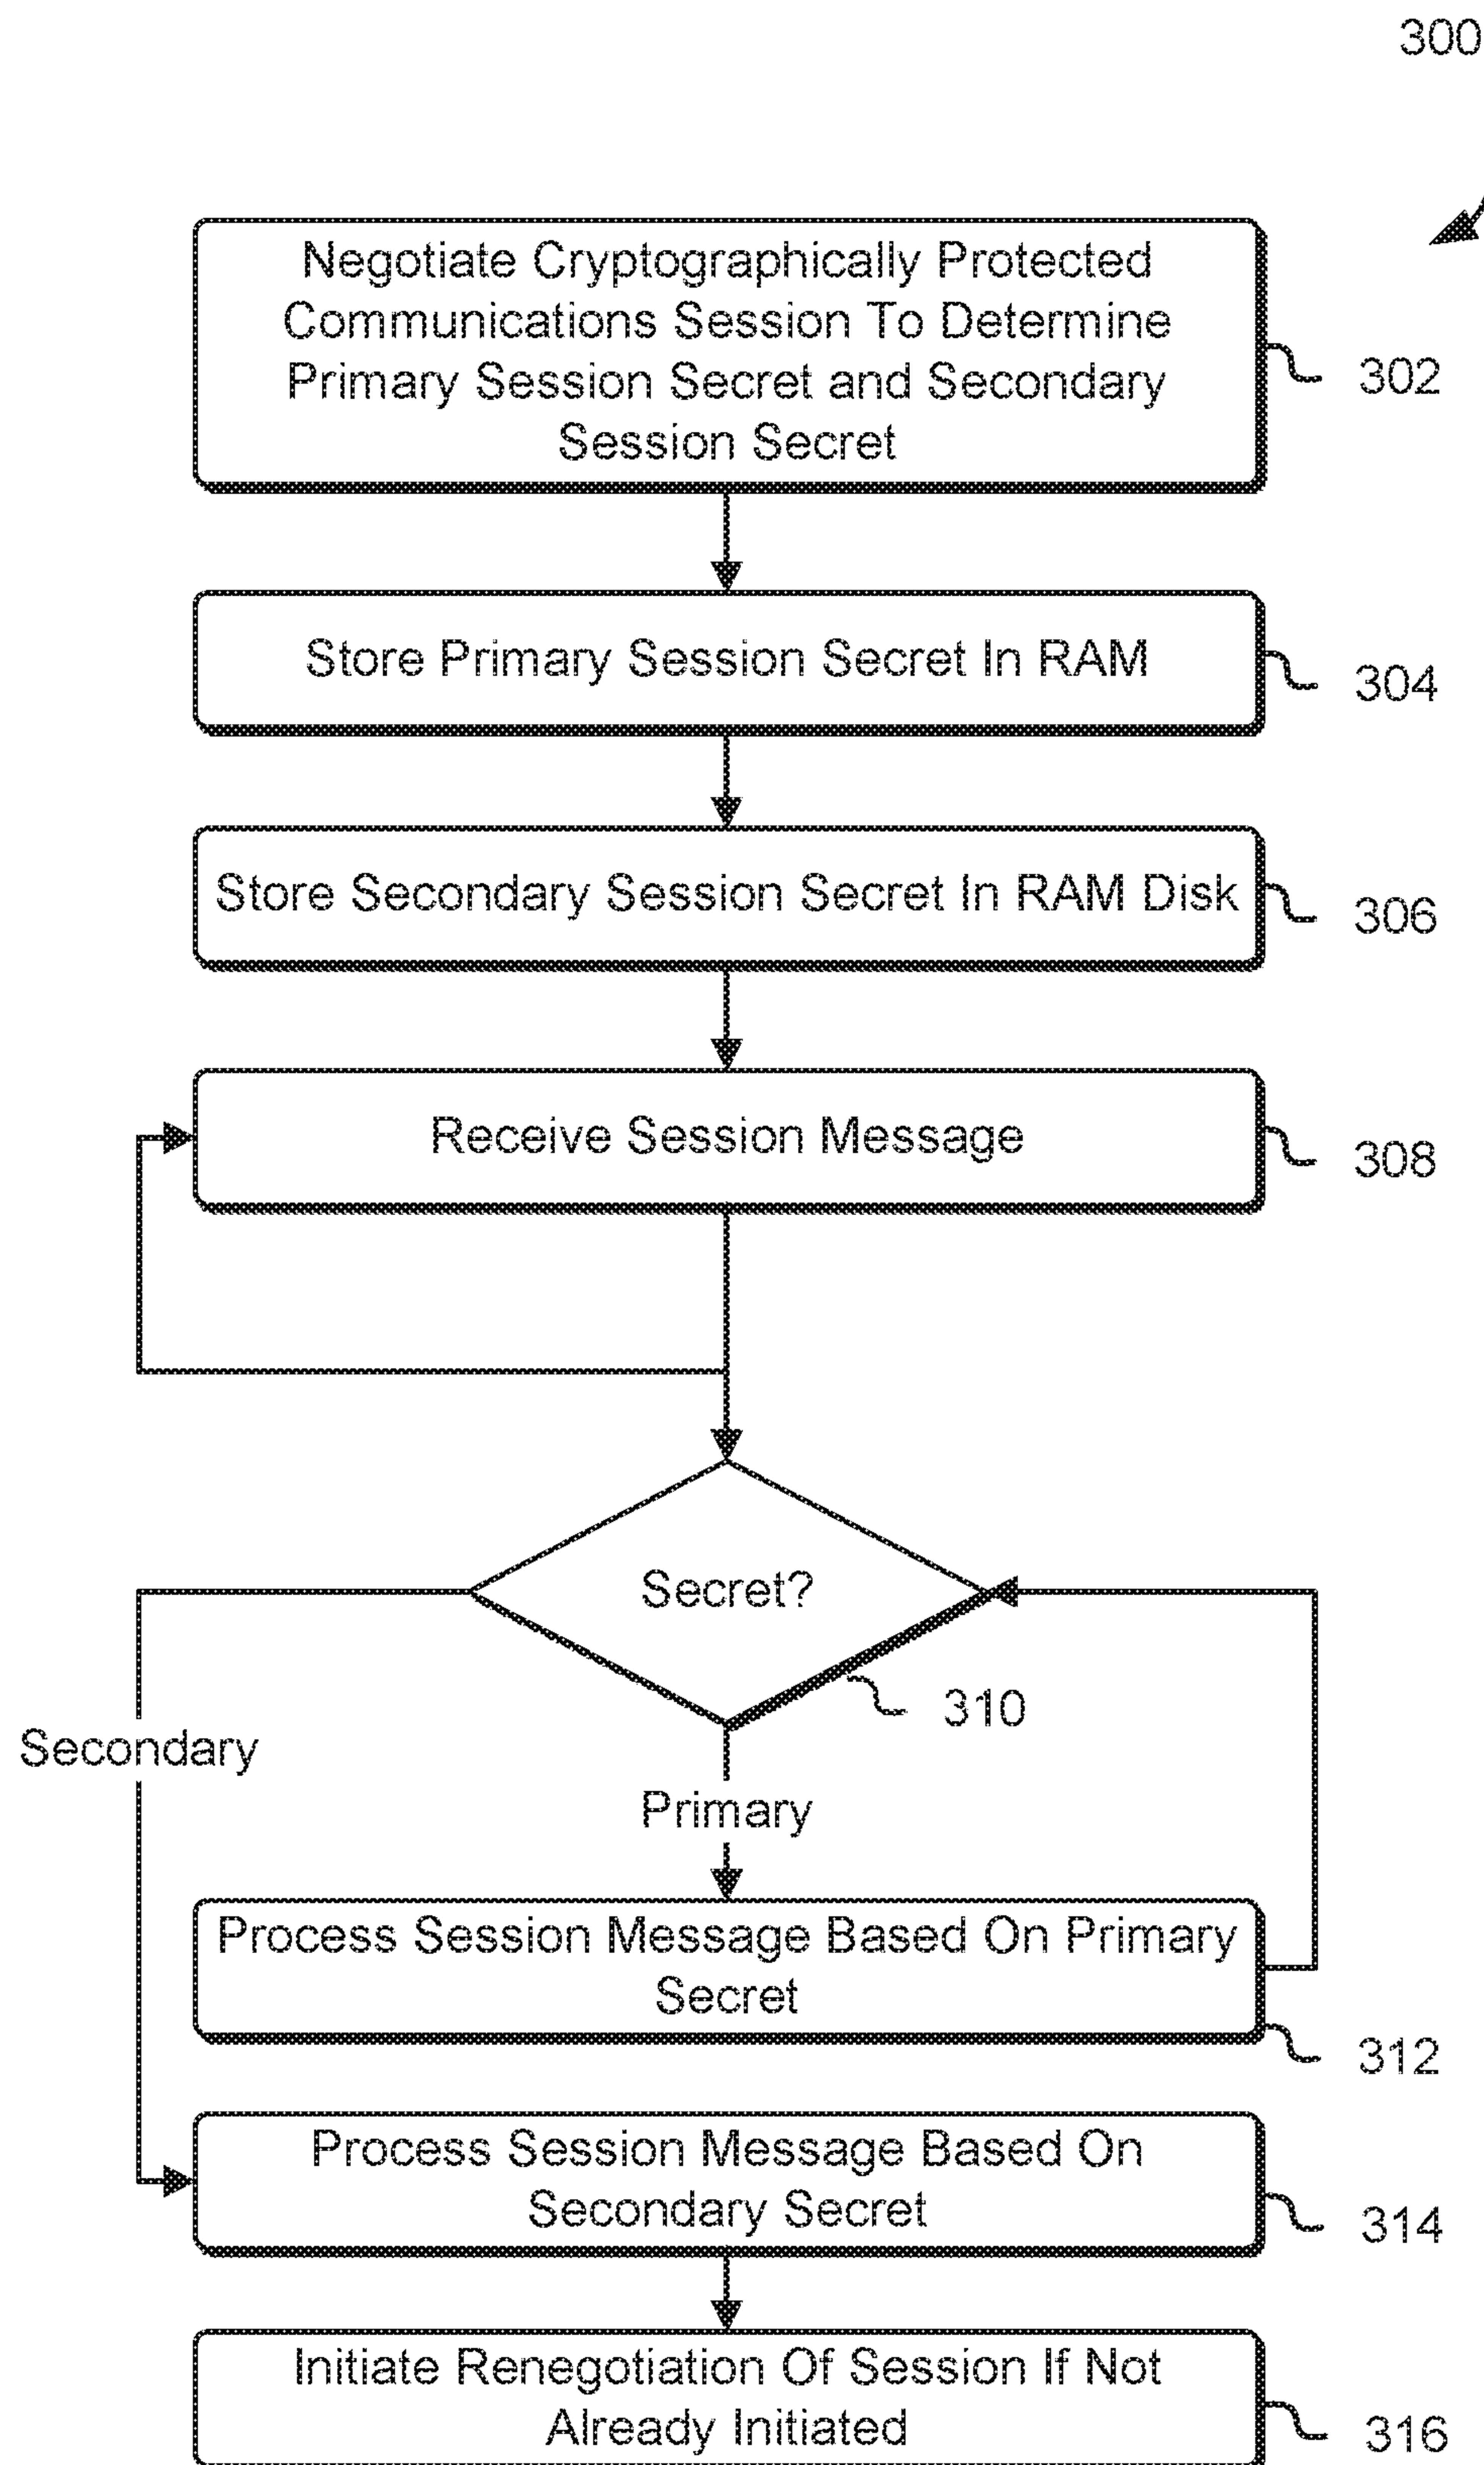 300
Negotiate Cryptographically Protected
Communications Session To Determine
Primary Session Secret and Secondary
Session Secret
302
Store Primary Session Secret In RAM
304
Store Secondary Session Secret In RAM Disk
306
Receive Session Message
308
Secret?
310
Secondary
Primary
Process Session Message Based On Primary
Secret
312
Process Session Message Based On
Secondary Secret
314
Initiate Renegotiation Of Session If Not
Already Initiated
316